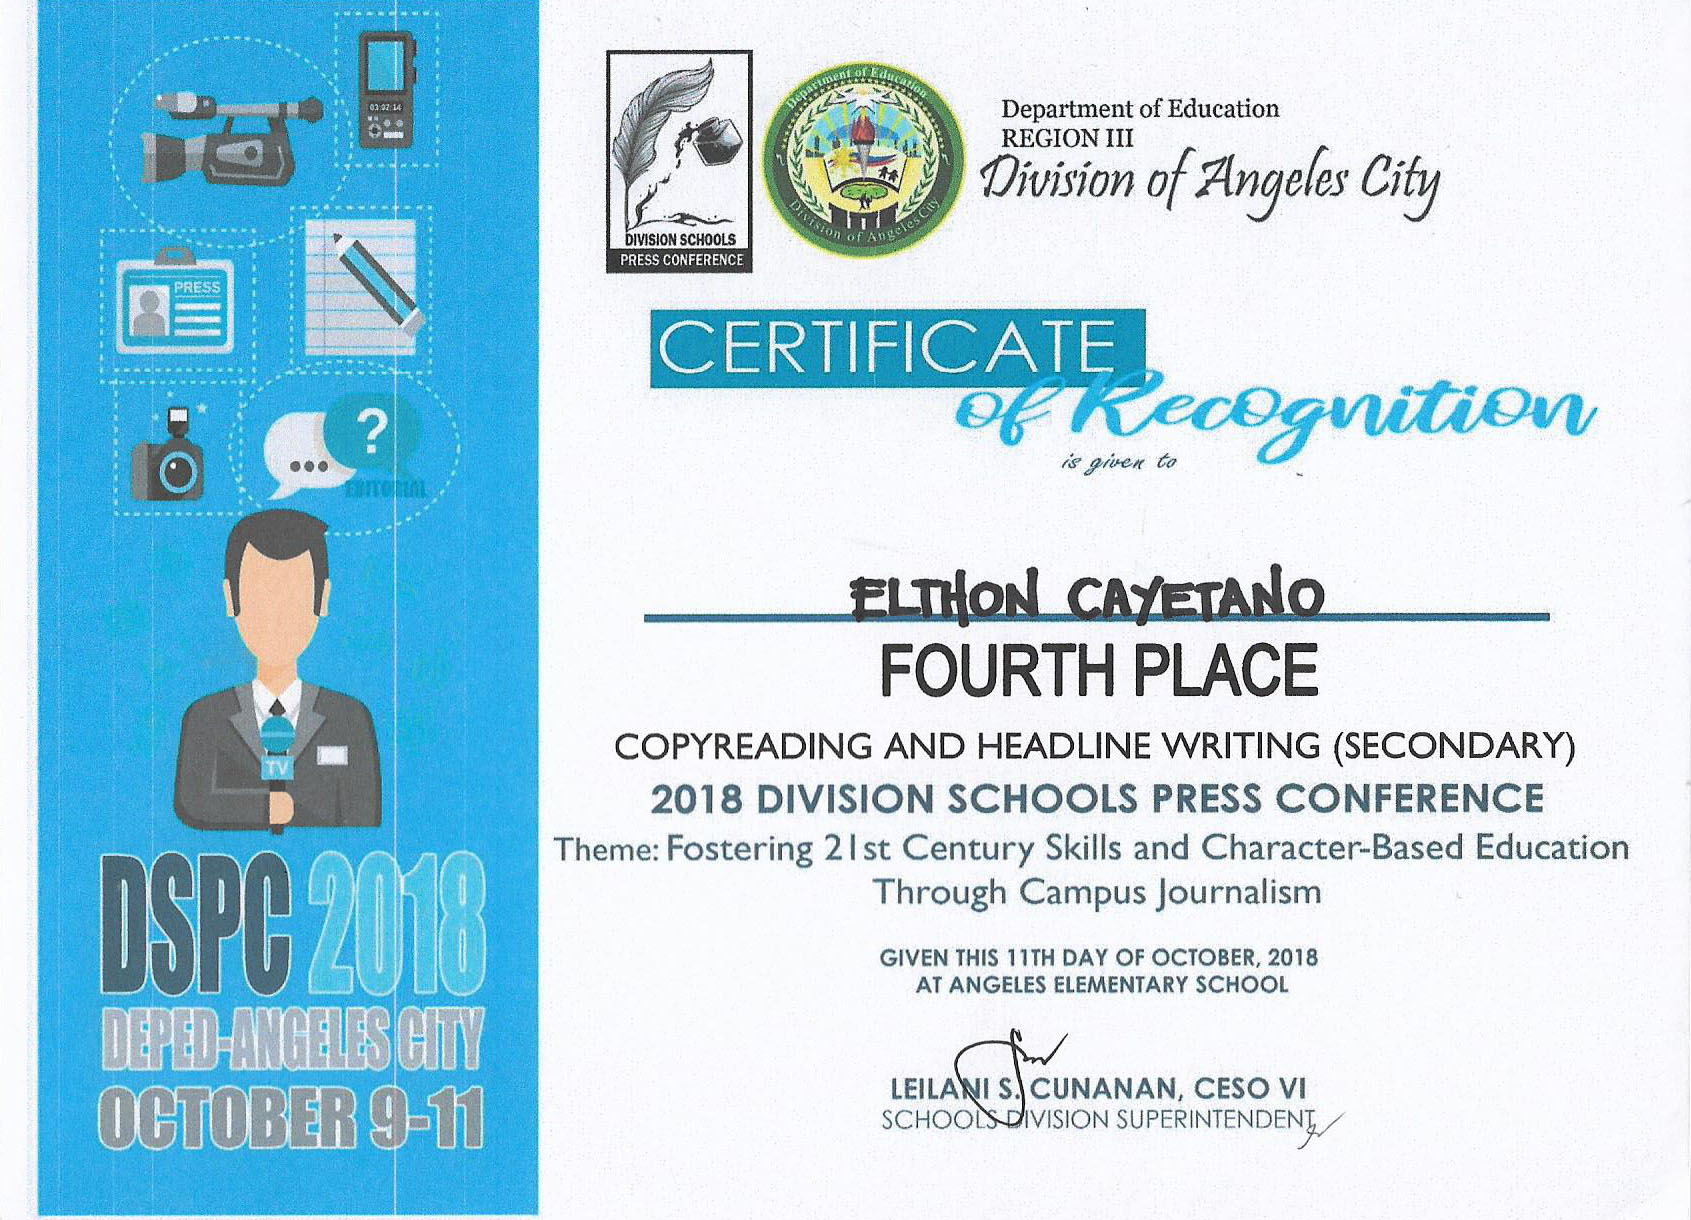 03:02:14
PRESS
?
EDITORIAL
TV
DSPC 2018
DEPED-ANGELES CITY
OCTOBER 9-11
DIVISION SCHOOLS
PRESS CONFERENCE
Department of Education
Division of Angeles City
Department of Education
REGION III
Division of Angeles City
CERTIFICATE
of Recognition
is given to
ELTHON CAYETANO
FOURTH PLACE
COPYREADING AND HEADLINE WRITING (SECONDARY)
2018 DIVISION SCHOOLS PRESS CONFERENCE
Theme: Fostering 21st Century Skills and Character-Based Education
Through Campus Journalism
GIVEN THIS 11TH DAY OF OCTOBER, 2018
AT ANGELES ELEMENTARY SCHOOL
LEILANI S. CUNANAN, CESO VI
SCHOOLS DIVISION SUPERINTENDENT